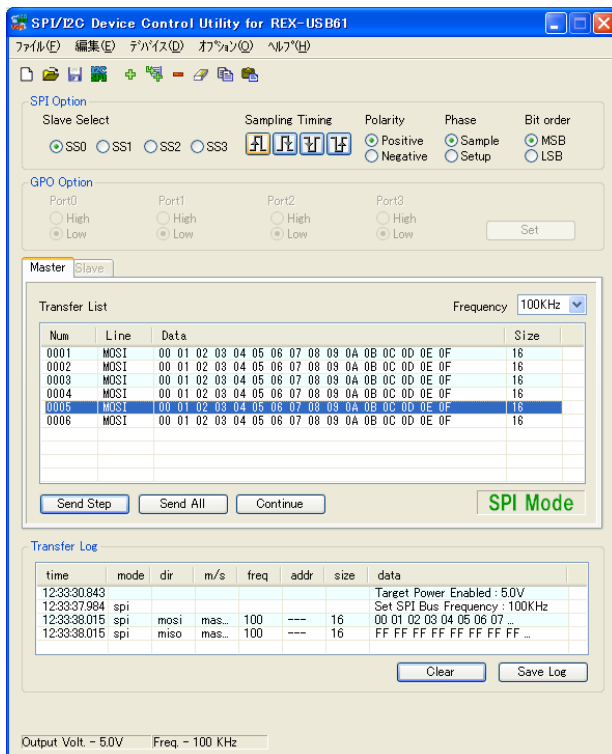 SPI/I2C Device Control Utility for REX-USB61
ファイル(F) 編集(E) デバイス(D) オプション(O) ヘルプ(H)
SPI Option
Slave Select Sampling Timing Polarity Phase Bit order
SS0 SS1 SS2 SS3 Positive Sample MSB
Negative Setup LSB
GPO Option
Port0 Port1 Port2 Port3
High High High High
Low Low Low Low Set
Master Slave
Transfer List Frequency 100KHz
Num Line Data Size
0001 MOSI 00 01 02 03 04 05 06 07 08 09 0A 0B 0C 0D 0E 0F 16
0002 MOSI 00 01 02 03 04 05 06 07 08 09 0A 0B 0C 0D 0E 0F 16
0003 MOSI 00 01 02 03 04 05 06 07 08 09 0A 0B 0C 0D 0E 0F 16
0004 MOSI 00 01 02 03 04 05 06 07 08 09 0A 0B 0C 0D 0E 0F 16
0005 MOSI 00 01 02 03 04 05 06 07 08 09 0A 0B 0C 0D 0E 0F 16
0006 MOSI 00 01 02 03 04 05 06 07 08 09 0A 0B 0C 0D 0E 0F 16
Send Step Send All Continue SPI Mode
Transfer Log
time mode dir m/s freq addr size data
12:33:30.843 Target Power Enabled : 5.0V
12:33:37.984 spi Set SPI Bus Frequency : 100KHz
12:33:38.015 spi mosi mas... 100 --- 16 00 01 02 03 04 05 06 07 ...
12:33:38.015 spi miso mas... 100 --- 16 FF FF FF FF FF FF FF FF ...
Clear Save Log
Output Volt. - 5.0V Freq. - 100 KHz